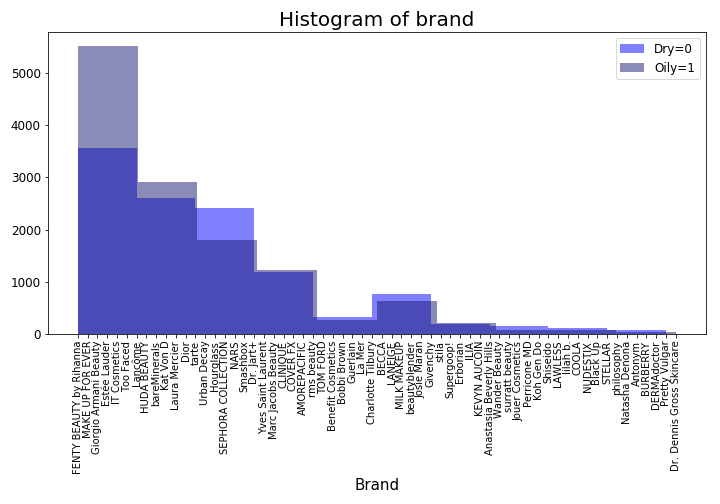 Histogram of brand
Dry=0
Oily=1
5000
4000
3000
2000
1000
0
FENTY BEAUTY by Rihanna
MAKE UP FOR EVER
Giorgio Armani Beauty
Estée Lauder
IT Cosmetics
Too Faced
Lancôme
HUDA BEAUTY
bareMinerals
Kat Von D
Laura Mercier
Dior
tarte
Urban Decay
Hourglass
SEPHORA COLLECTION
NARS
Smashbox
Dr. Jart+
Yves Saint Laurent
Marc Jacobs Beauty
CLINIQUE
COVER FX
AMOREPACIFIC
rms beauty
TOM FORD
Benefit Cosmetics
Bobbi Brown
Guerlain
La Mer
Charlotte Tilbury
BECCA
LANEIGE
MILK MAKEUP
beautyblender
Josie Maran
Givenchy
stila
Supergoop!
Erborian
ILIA
KEVYN AUCOIN
Anastasia Beverly Hills
Wander Beauty
surratt beauty
Jouer Cosmetics
Perricone MD
Koh Gen Do
Shiseido
LAWLESS
lilah b.
COOLA
NUDESTIX
Black Up
STELLAR
philosophy
Natasha Denona
Antonym
BURBERRY
DERMAdoctor
Pretty Vulgar
Dr. Dennis Gross Skincare
Brand